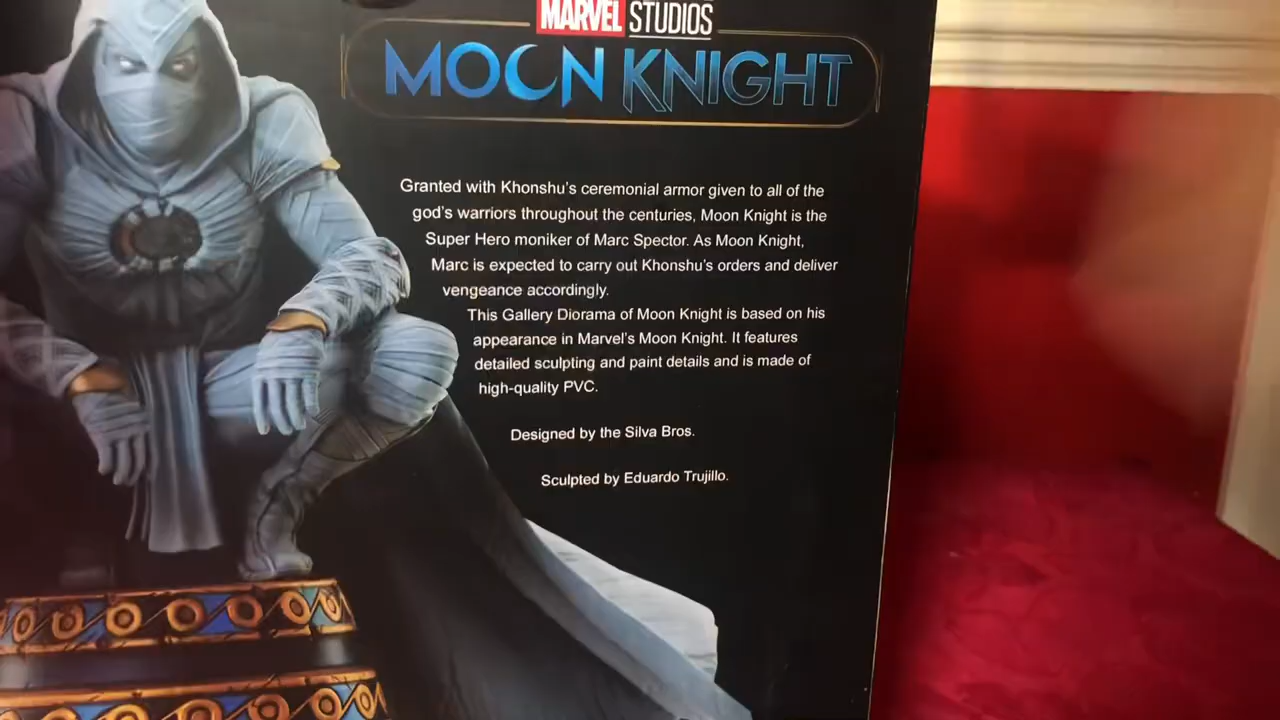 MARVEL STUDIOS
MOON KNIGHT
Granted with Khonshu's ceremonial armor given to all of the
god's warriors throughout the centuries, Moon Knight is the
Super Hero moniker of Marc Spector. As Moon Knight,
Marc is expected to carry out Khonshu's orders and deliver
vengeance accordingly.
This Gallery Diorama of Moon Knight is based on his
appearance in Marvel's Moon Knight. It features
detailed sculpting and paint details and is made of
high-quality PVC.
Designed by the Silva Bros.
Sculpted by Eduardo Trujillo.